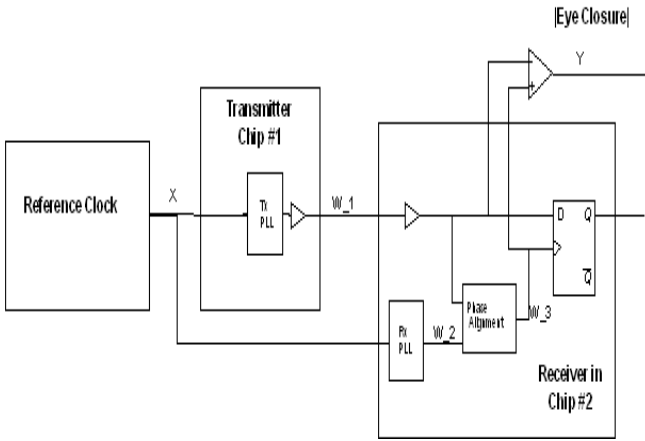 |Eye Closure|
Y
Transmitter
Chip #1
Reference Clock
X
Tx
PLL
W_1
D Q
Q
Phase
Alignment
W_3
Rx
PLL
W_2
Receiver in
Chip #2